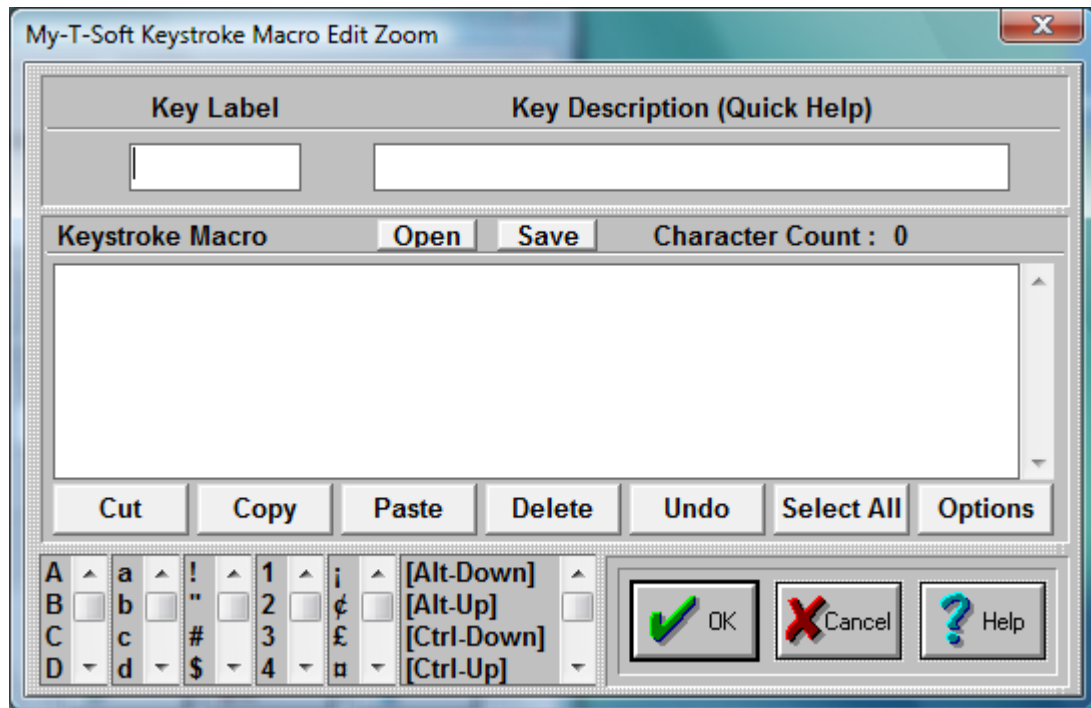 My-T-Soft Keystroke Macro Edit Zoom
Key Label Key Description (Quick Help)
Keystroke Macro Open Save Character Count : 0
Cut Copy Paste Delete Undo Select All Options
A a ! 1 ¡ [Alt-Down]
B b " 2 ¢ [Alt-Up]
C c # 3 £ [Ctrl-Down]
D d $ 4 ¤ [Ctrl-Up]
OK Cancel Help